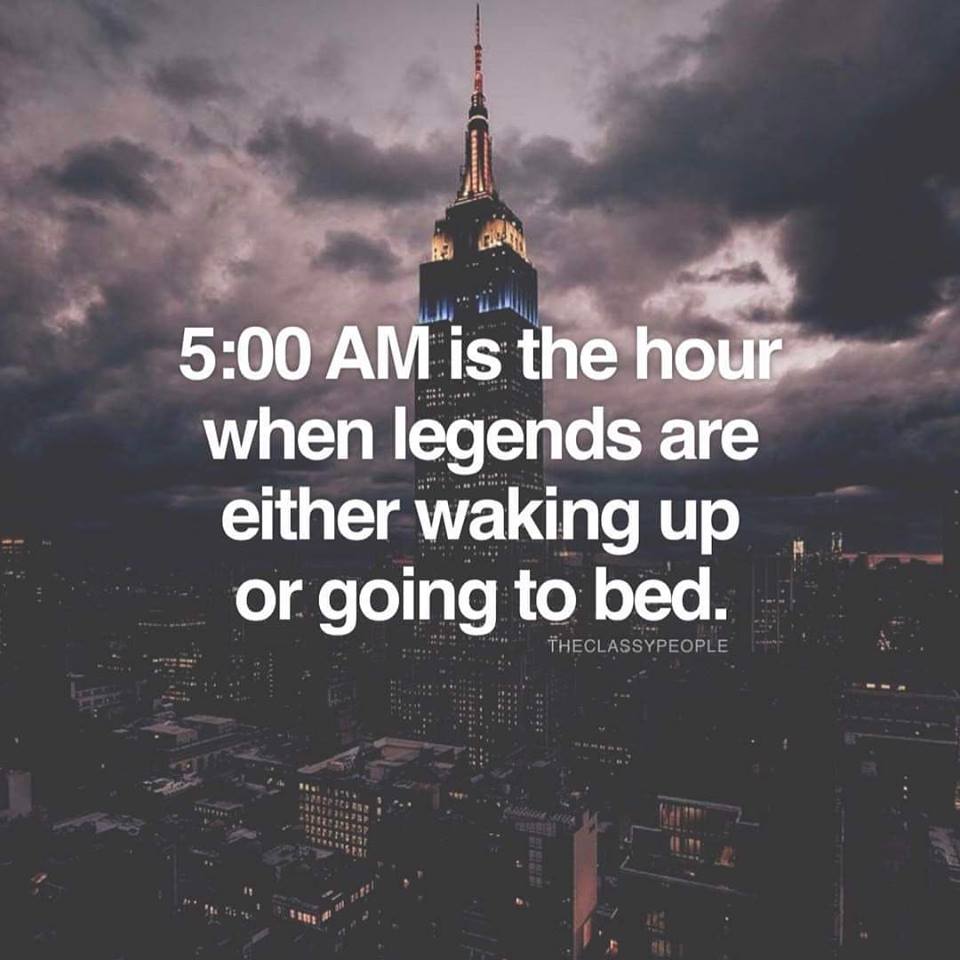 5:00 AM is the hour
when legends are
either waking up
or going to bed.
THECLASSYPEOPLE